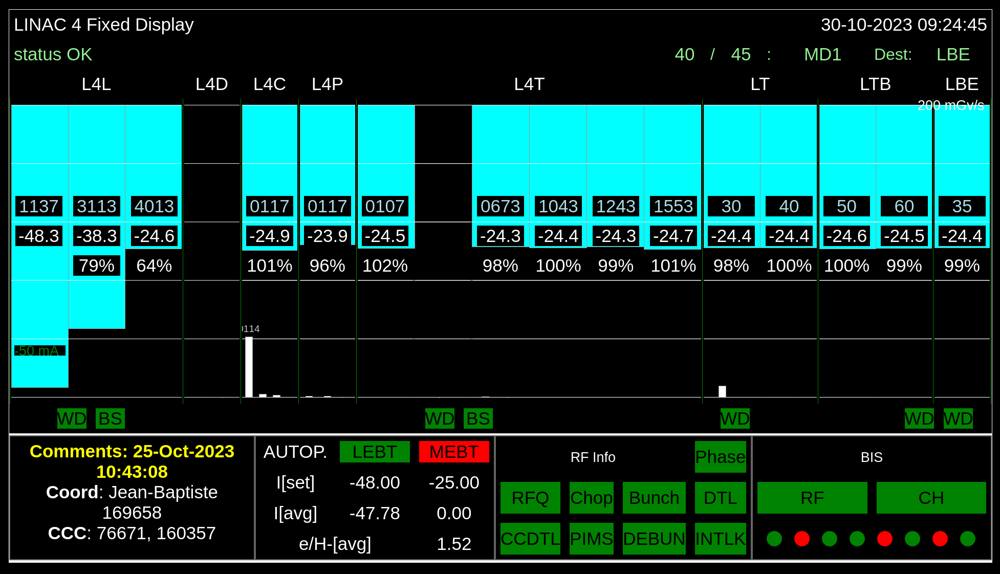 LINAC 4 Fixed Display 30-10-2023 09:24:45
status OK 40 / 45 : MD1 Dest: LBE
L4L L4D L4C L4P L4T LT LTB LBE
200 mGv/s
1137 3113 4013 0117 0117 0107 0673 1043 1243 1553 30 40 50 60 35
-48.3 -38.3 -24.6 -24.9 -23.9 -24.5 -24.3 -24.4 -24.3 -24.7 -24.4 -24.4 -24.6 -24.5 -24.4
79% 64% 101% 96% 102% 98% 100% 99% 101% 98% 100% 100% 99% 99%
0114
-50 mA
WD BS WD BS WD WD WD
Comments: 25-Oct-2023
10:43:08
Coord: Jean-Baptiste
169658
CCC: 76671, 160357
AUTOP. LEBT MEBT
I[set] -48.00 -25.00
I[avg] -47.78 0.00
e/H-[avg] 1.52
RF Info Phase
RFQ Chop Bunch DTL
CCDTL PIMS DEBUN INTLK
BIS
RF CH